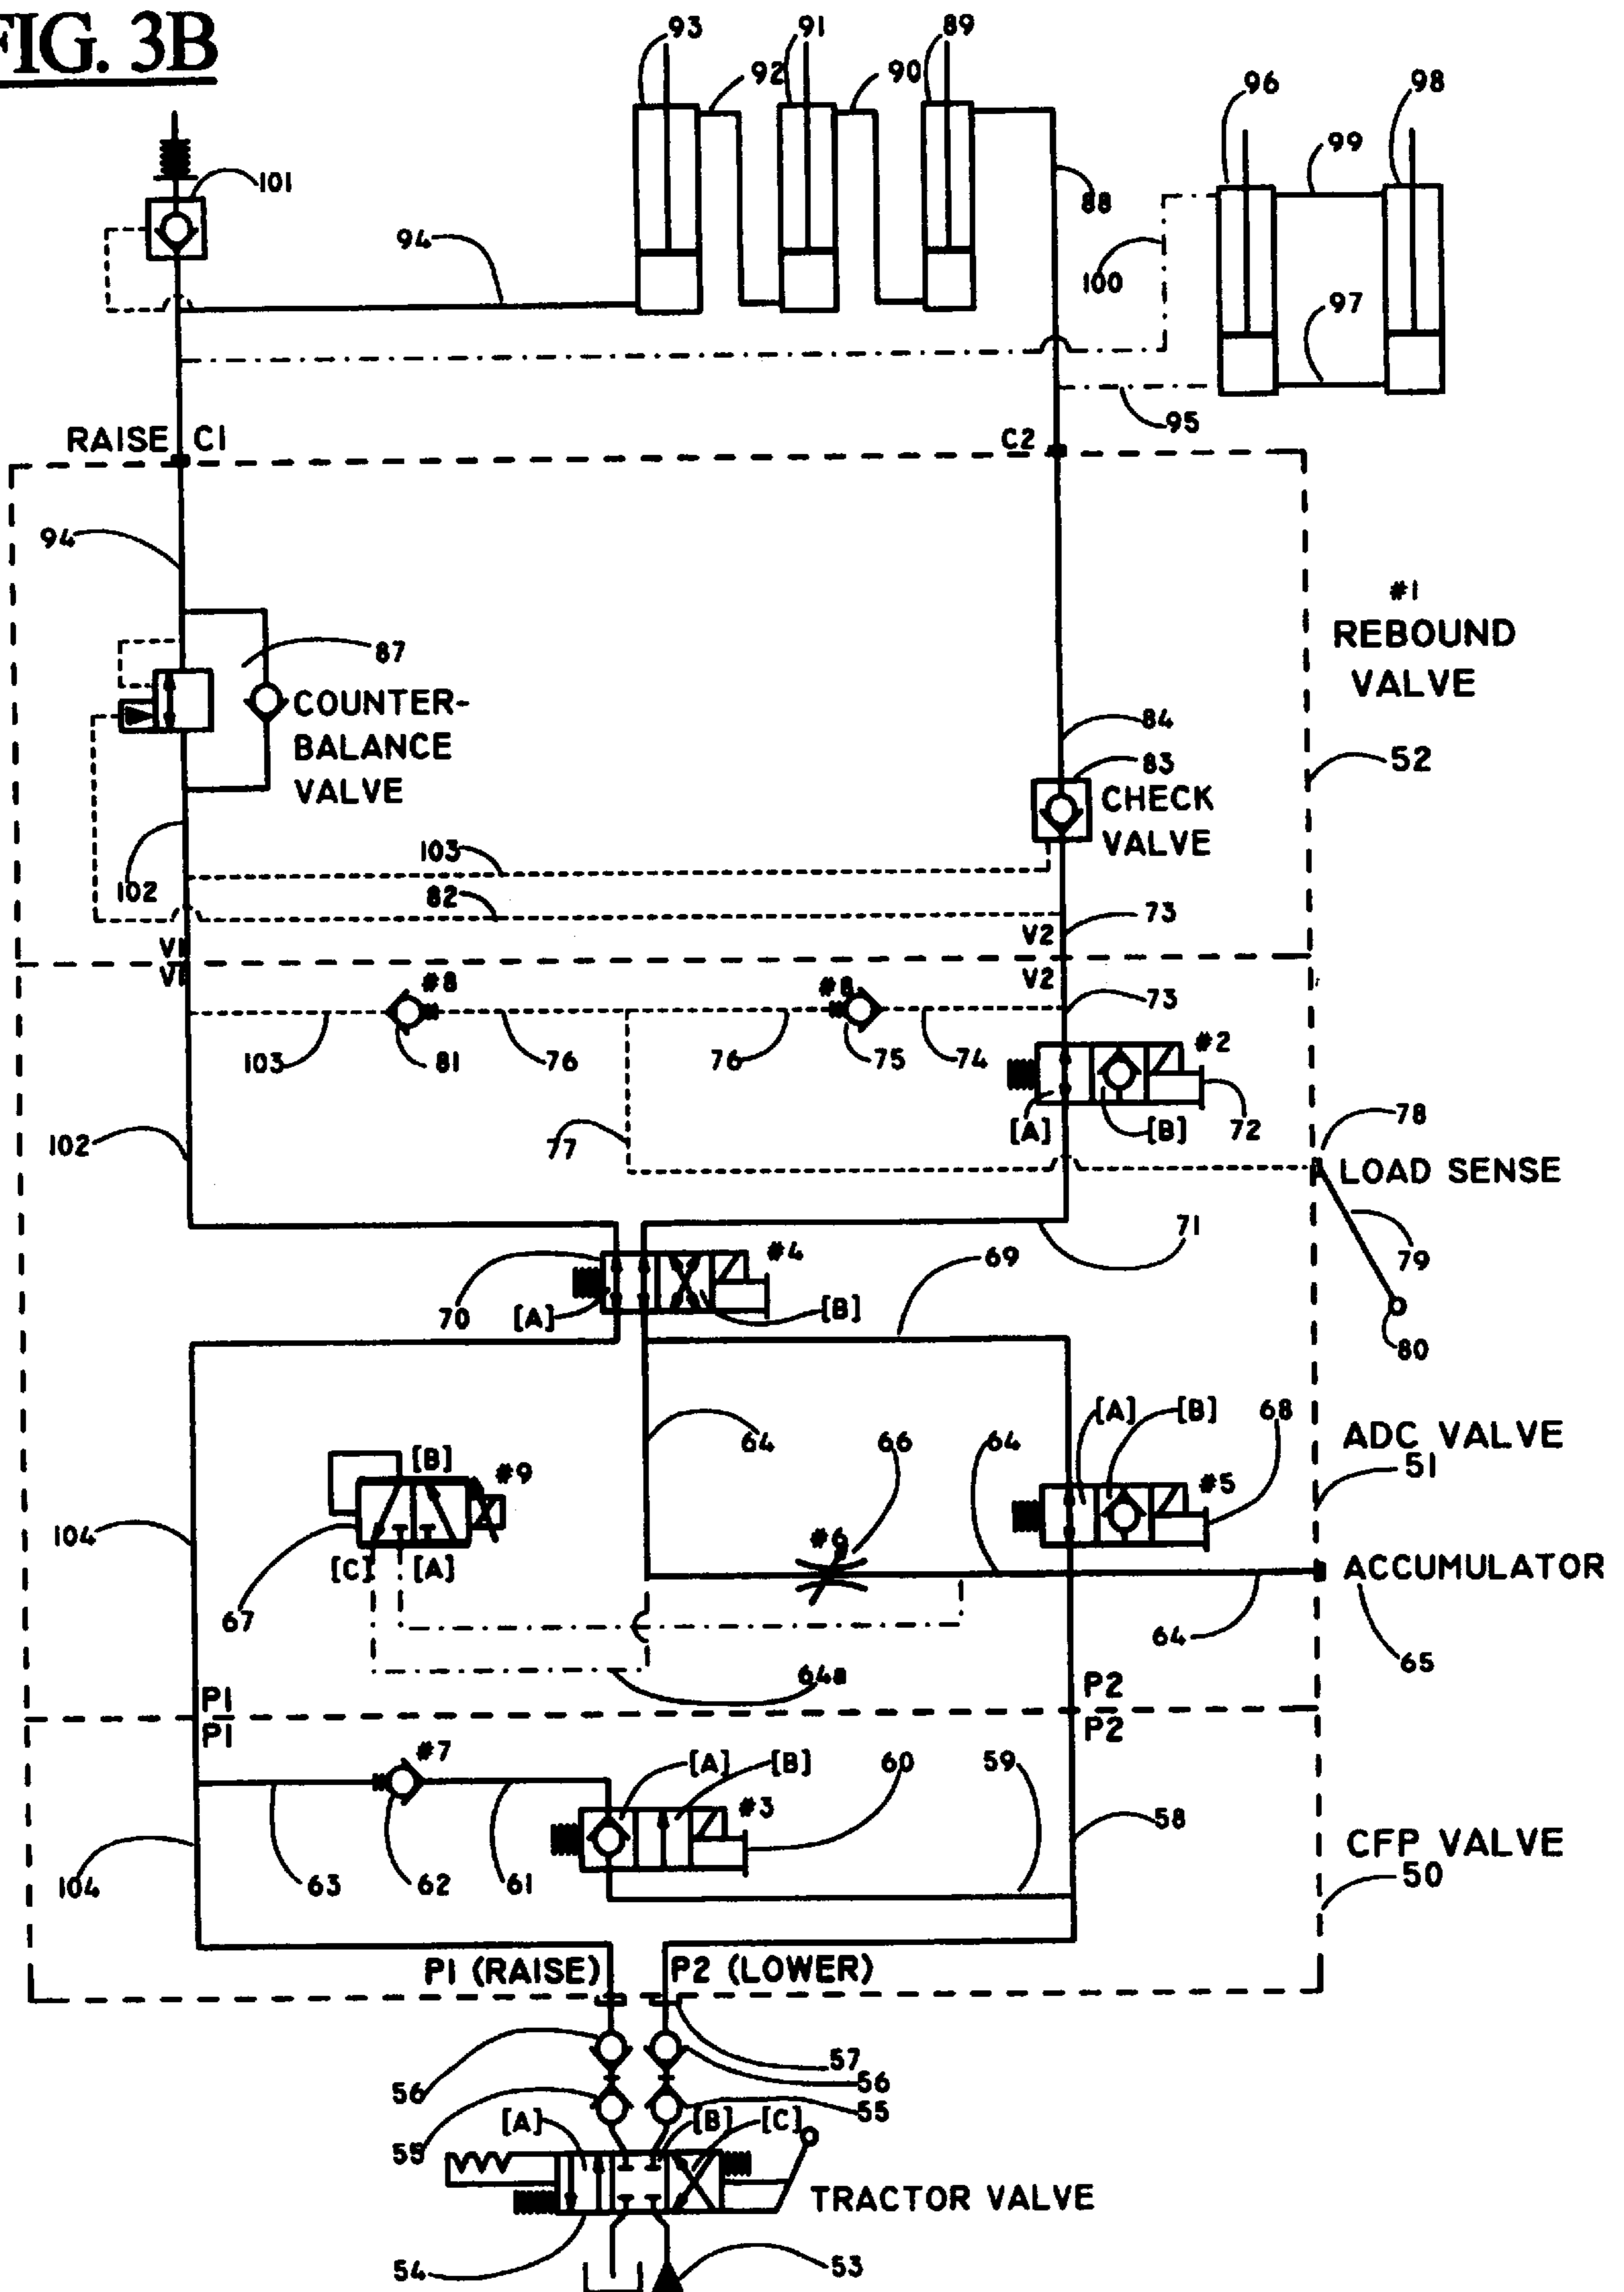 FIG. 3B
93 91 89
92 90
96 98
99
101
88
94
100
97
95
RAISE C1 C2
94
#1
REBOUND
VALVE
87
COUNTER-
BALANCE
VALVE
84
83
CHECK
VALVE
52
103
102
82
73
V1 V2
V1 V2
#8 #8
73
103 81 76 76 75 74
#2
[A] [B] 72
78
102
77
LOAD SENSE
71
79
#4
69
70 [A] [B]
80
[A] [B] 68
64 66 64
ADC VALVE
51
[B]
#9
#5
104
#6
[C] [A]
ACCUMULATOR
67
64
65
64a
P1 P2
P1 P2
#7
[A] [B] 60 59
#3
58
CFP VALVE
50
104 63 62 61
P1 (RAISE) P2 (LOWER)
57
56 56
55
[A] [B] [C]
55
TRACTOR VALVE
54 53